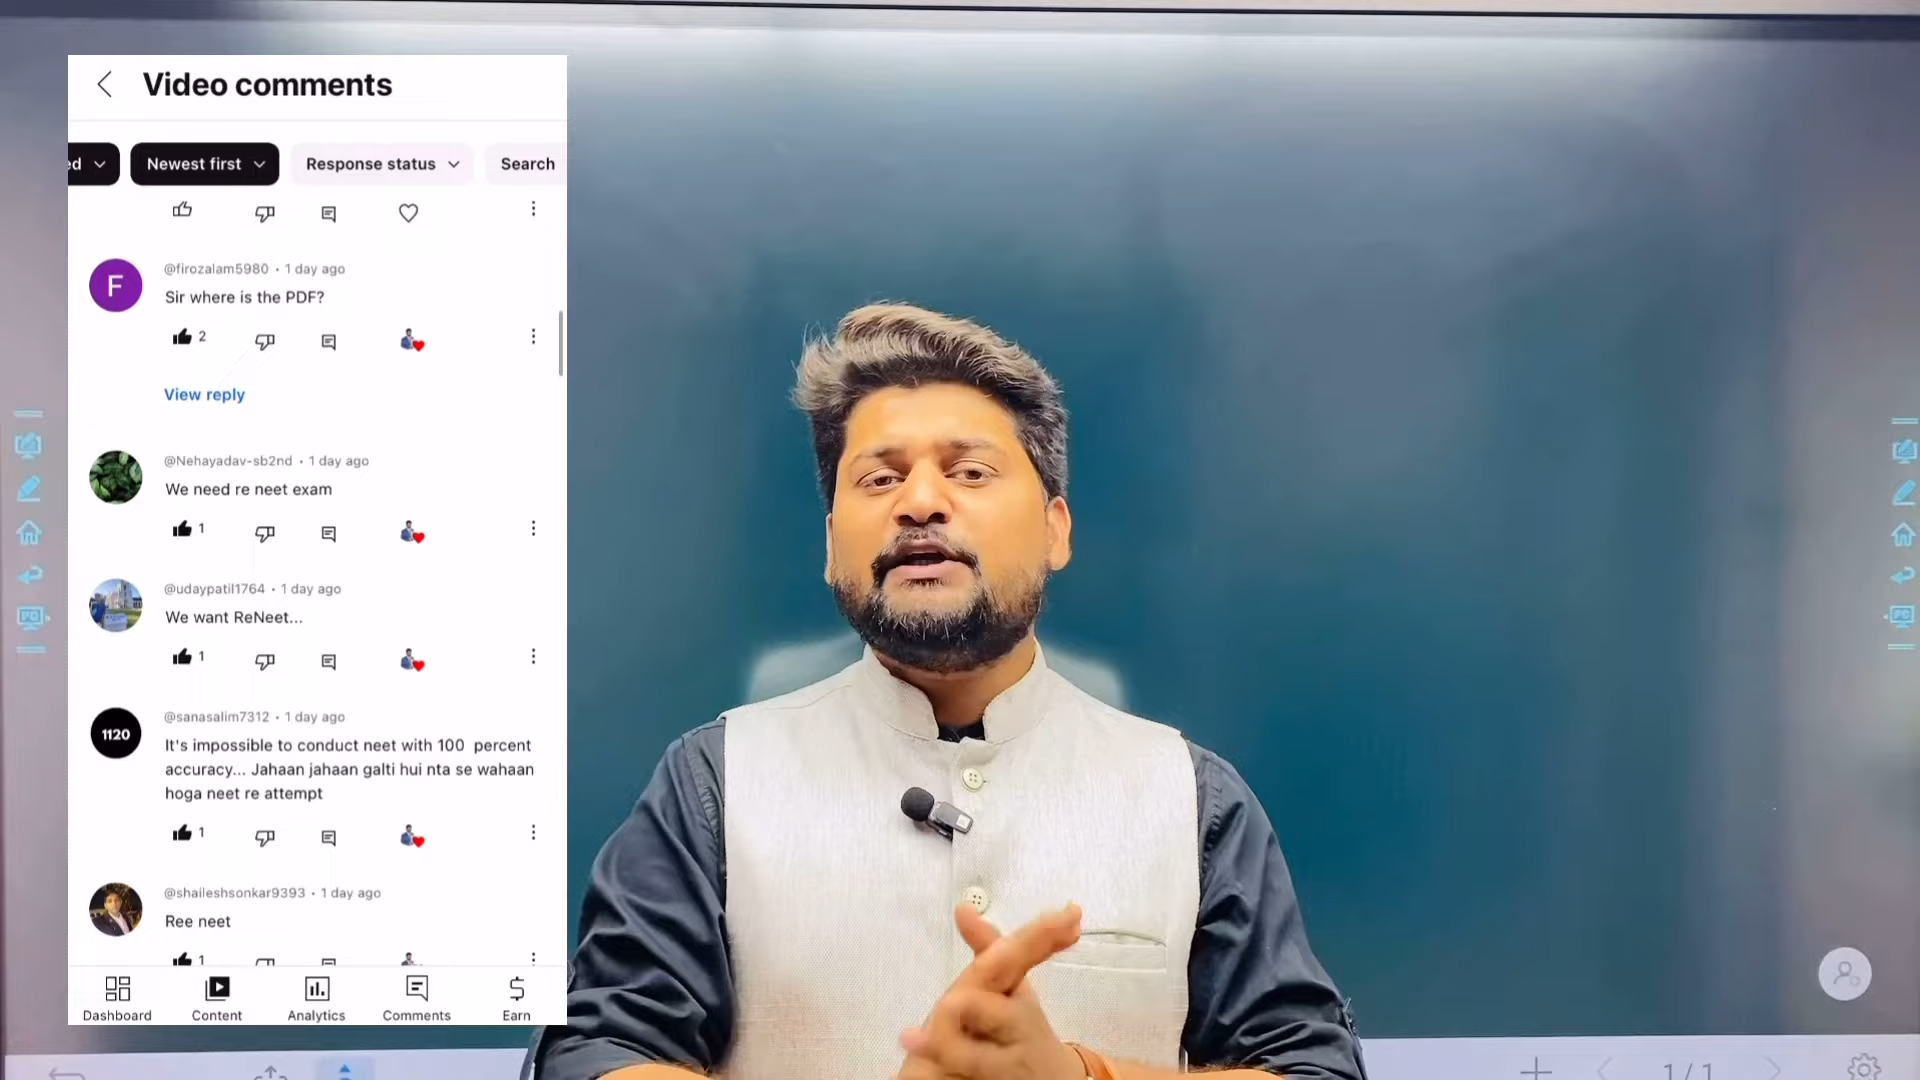 Video comments
ed
Newest first
Response status
Search
@firozalam5980 • 1 day ago
Sir where is the PDF?
2
View reply
@Nehayadav-sb2nd • 1 day ago
We need re neet exam
1
@udaypatil1764 • 1 day ago
We want ReNeet...
1
1120
@sanasalim7312 • 1 day ago
It's impossible to conduct neet with 100 percent
accuracy... Jahaan jahaan galti hui nta se wahaan
hoga neet re attempt
1
@shaileshsonkar9393 • 1 day ago
Ree neet
1
Dashboard
Content
Analytics
Comments
Earn
F
PC
PC
1/1